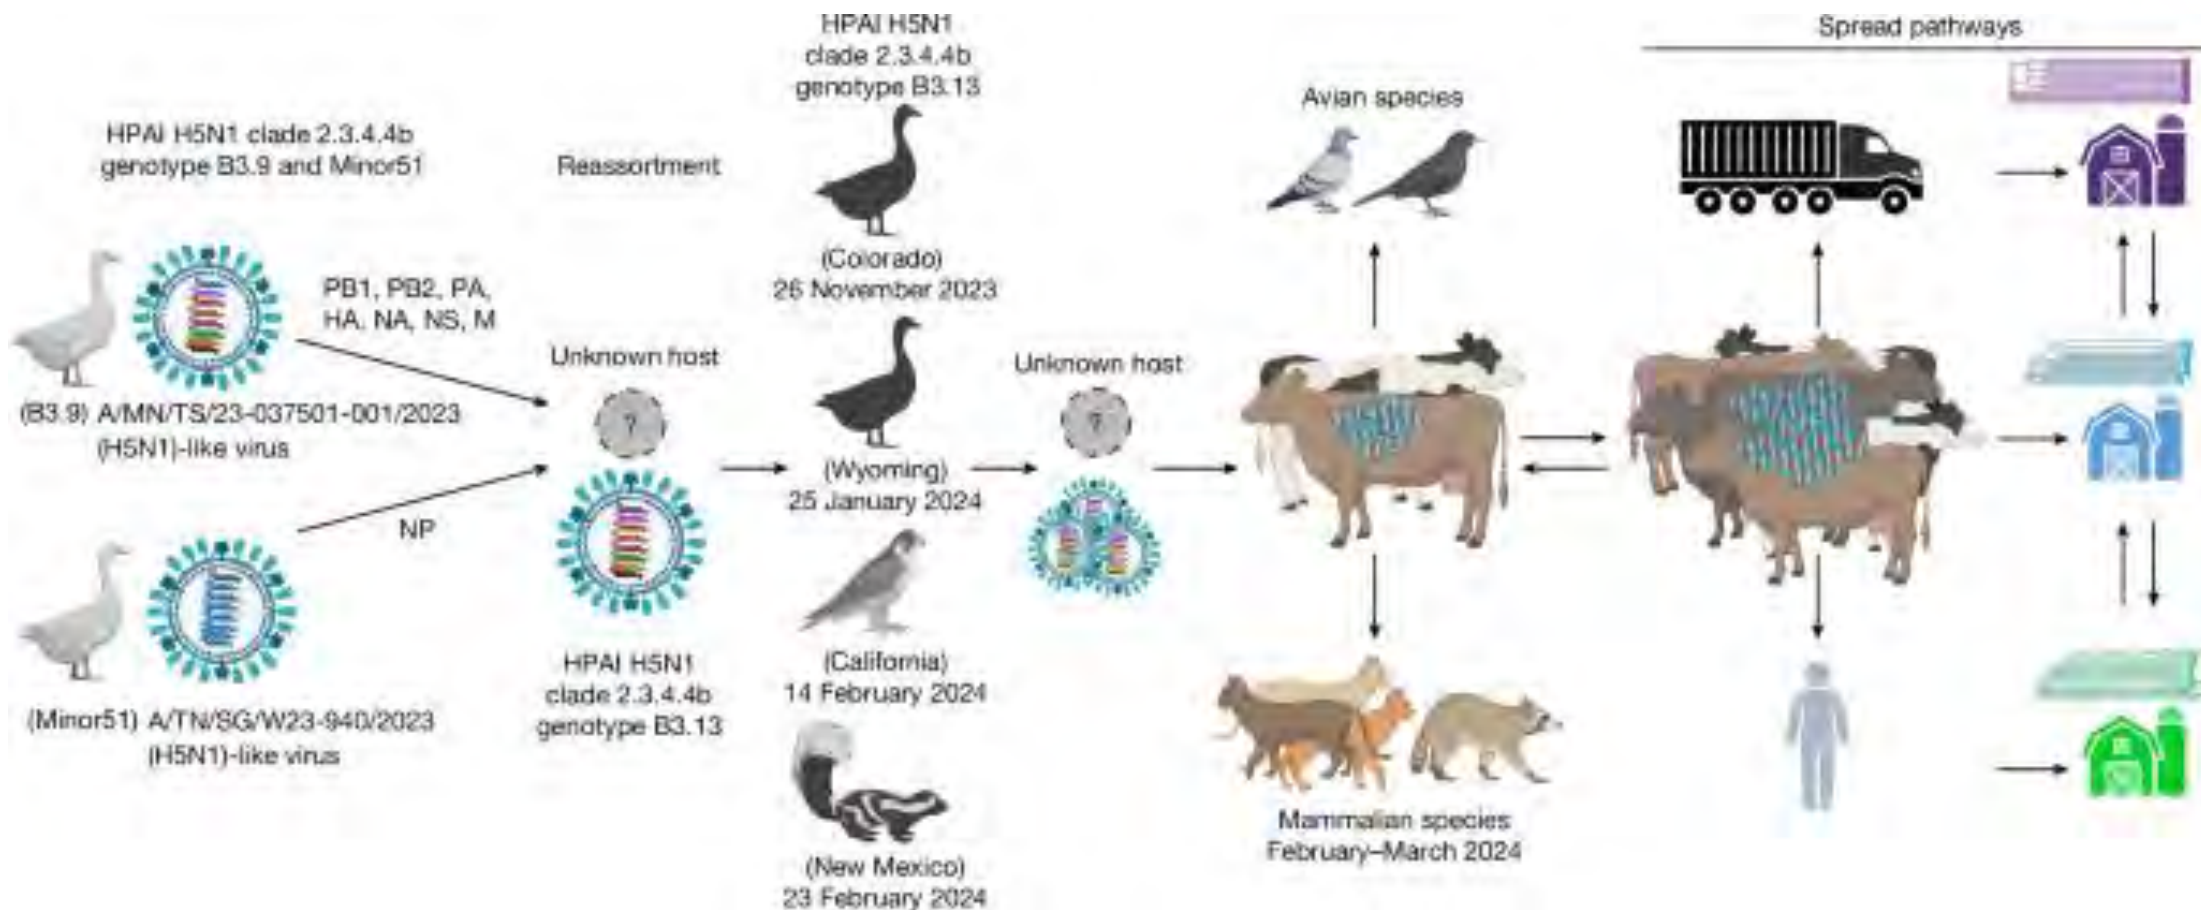 HPAI H5N1 clade 2.3.4.4b
genotype B3.9 and Minor51
PB1, PB2, PA,
HA, NA, NS, M
(B3.9) A/MN/TS/23-037501-001/2023
(H5N1)-like virus
NP
(Minor51) A/TN/SG/W23-940/2023
(H5N1)-like virus
Reassortment
Unknown host
?
HPAI H5N1
clade 2.3.4.4b
genotype B3.13
HPAI H5N1
clade 2.3.4.4b
genotype B3.13
(Colorado)
26 November 2023
(Wyoming)
25 January 2024
(California)
14 February 2024
(New Mexico)
23 February 2024
Unknown host
?
Avian species
Mammalian species
February–March 2024
Spread pathways